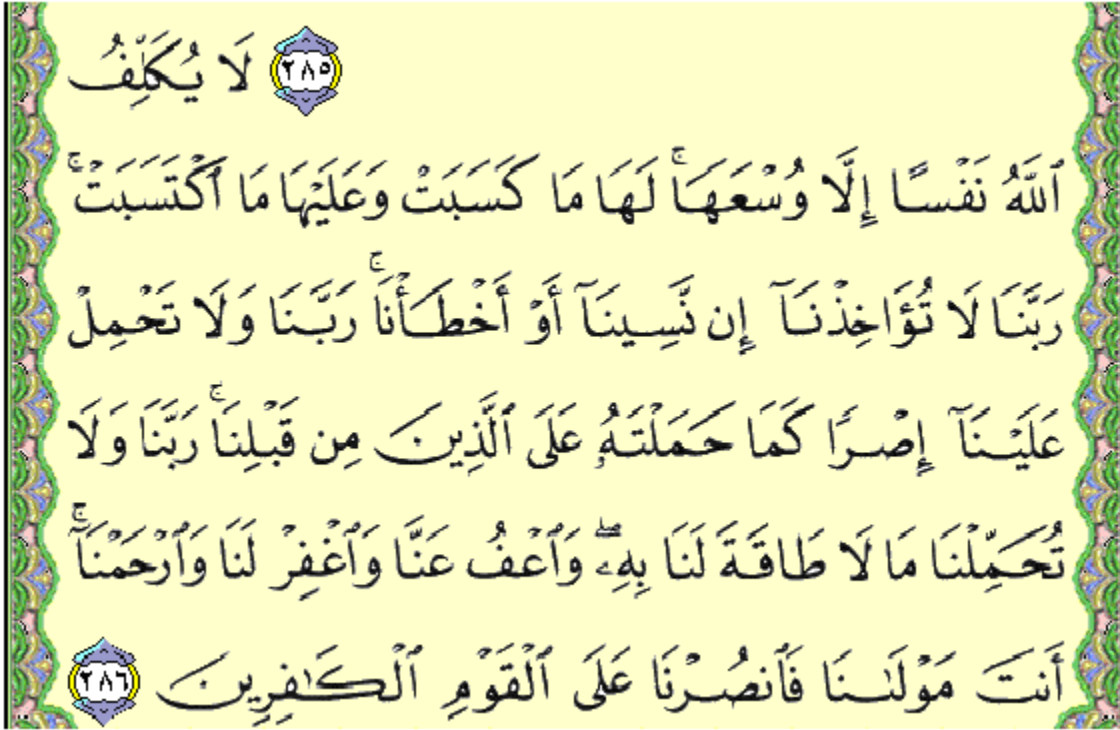 ٢٨٥ لَا يُكَلِّفُ
ٱللَّهُ نَفْسًا إِلَّا وُسْعَهَا ۚ لَهَا مَا كَسَبَتْ وَعَلَيْهَا مَا ٱكْتَسَبَتْ ۗ
رَبَّنَا لَا تُؤَاخِذْنَآ إِن نَّسِينَآ أَوْ أَخْطَأْنَا ۚ رَبَّنَا وَلَا تَحْمِلْ
عَلَيْنَآ إِصْرًا كَمَا حَمَلْتَهُۥ عَلَى ٱلَّذِينَ مِن قَبْلِنَا ۚ رَبَّنَا وَلَا
تُحَمِّلْنَا مَا لَا طَاقَةَ لَنَا بِهِۦ ۖ وَٱعْفُ عَنَّا وَٱغْفِرْ لَنَا وَٱرْحَمْنَآ ۚ
أَنتَ مَوْلَىٰنَا فَٱنصُرْنَا عَلَى ٱلْقَوْمِ ٱلْكَـٰفِرِينَ ٢٨٦